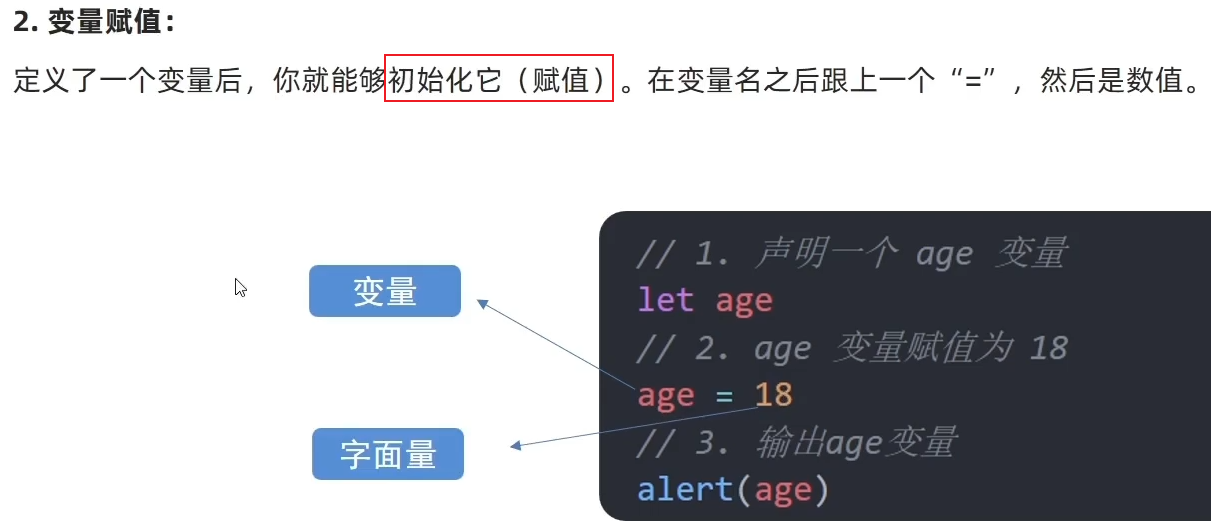 2. 变量赋值：
定义了一个变量后，你就能够初始化它（赋值）。在变量名之后跟上一个“=”，然后是数值。
// 1. 声明一个 age 变量
变量
let age
// 2. age 变量赋值为 18
age = 18
字面量
// 3. 输出age变量
alert(age)